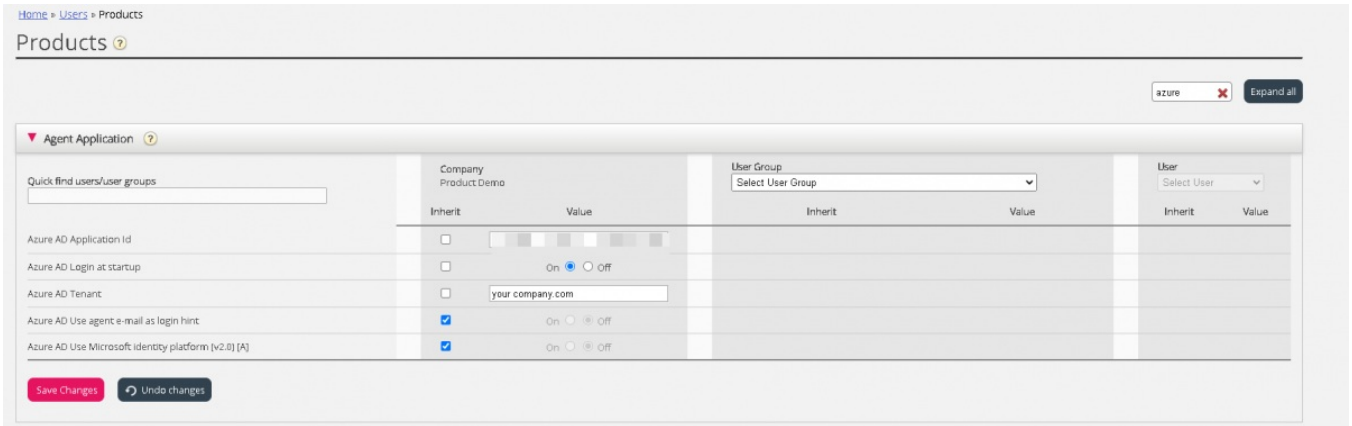 Home » Users » Products
Products ?
azure Expand all
Agent Application ?
Quick find users/user groups
Company
Product Demo
User Group
Select User Group
User
Select User
Inherit Value Inherit Value Inherit Value
Azure AD Application Id
Azure AD Login at startup On Off
Azure AD Tenant your company.com
Azure AD Use agent e-mail as login hint On Off
Azure AD Use Microsoft identity platform [v2.0] [A] On Off
Save Changes Undo changes